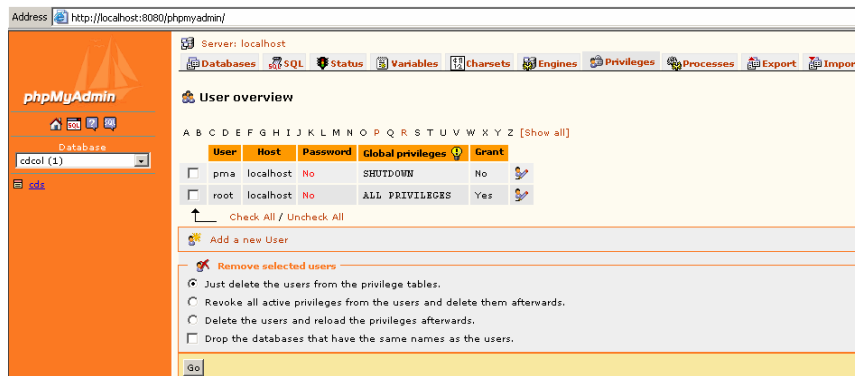 Address http://localhost:8080/phpmyadmin/
Server: localhost
Databases SQL Status Variables Charsets Engines Privileges Processes Export Impor
phpMyAdmin
SQL
User overview
A B C D E F G H I J K L M N O P Q R S T U V W X Y Z [Show all]
Database
cdcol (1)
cds
User Host Password Global privileges Grant
pma localhost No SHUTDOWN No
root localhost No ALL PRIVILEGES Yes
Check All / Uncheck All
Add a new User
Remove selected users
Just delete the users from the privilege tables.
Revoke all active privileges from the users and delete them afterwards.
Delete the users and reload the privileges afterwards.
Drop the databases that have the same names as the users.
Go